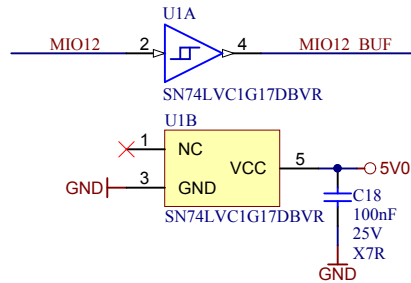 U1A
MIO12 2 4 MIO12_BUF
SN74LVC1G17DBVR
U1B
1 NC
VCC 5 5V0
GND 3 GND
SN74LVC1G17DBVR
C18
100nF
25V
X7R
GND